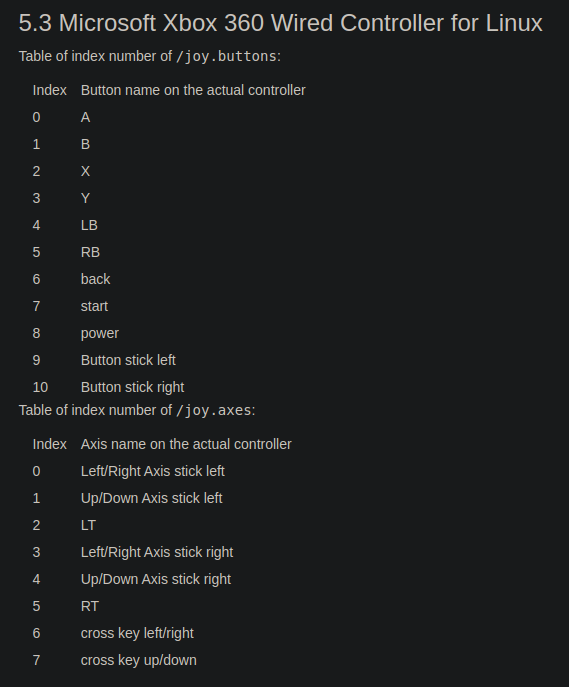 5.3 Microsoft Xbox 360 Wired Controller for Linux
Table of index number of /joy.buttons:
Index Button name on the actual controller
0 A
1 B
2 X
3 Y
4 LB
5 RB
6 back
7 start
8 power
9 Button stick left
10 Button stick right
Table of index number of /joy.axes:
Index Axis name on the actual controller
0 Left/Right Axis stick left
1 Up/Down Axis stick left
2 LT
3 Left/Right Axis stick right
4 Up/Down Axis stick right
5 RT
6 cross key left/right
7 cross key up/down